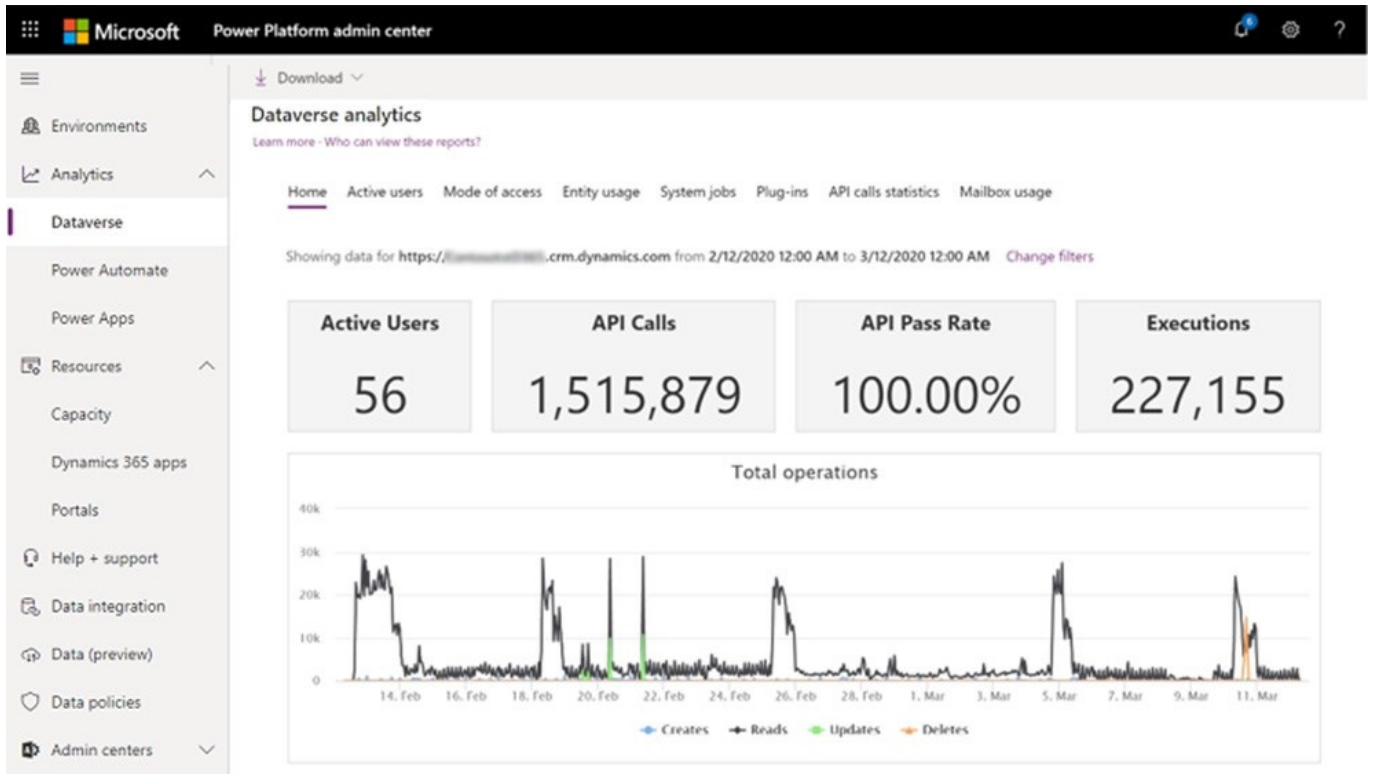 Microsoft Power Platform admin center 6 ?
Download
Dataverse analytics
Learn more - Who can view these reports?
Environments
Analytics
Dataverse
Power Automate
Power Apps
Resources
Capacity
Dynamics 365 apps
Portals
Help + support
Data integration
Data (preview)
Data policies
Admin centers
Home Active users Mode of access Entity usage System jobs Plug-ins API calls statistics Mailbox usage
Showing data for https:/ .crm.dynamics.com from 2/12/2020 12:00 AM to 3/12/2020 12:00 AM Change filters
Active Users
56
API Calls
1,515,879
API Pass Rate
100.00%
Executions
227,155
Total operations
40k
30k
20k
10k
0
14. Feb 16. Feb 18. Feb 20. Feb 22. Feb 24. Feb 26. Feb 28. Feb 1. Mar 3. Mar 5. Mar 7. Mar 9. Mar 11. Mar
Creates Reads Updates Deletes